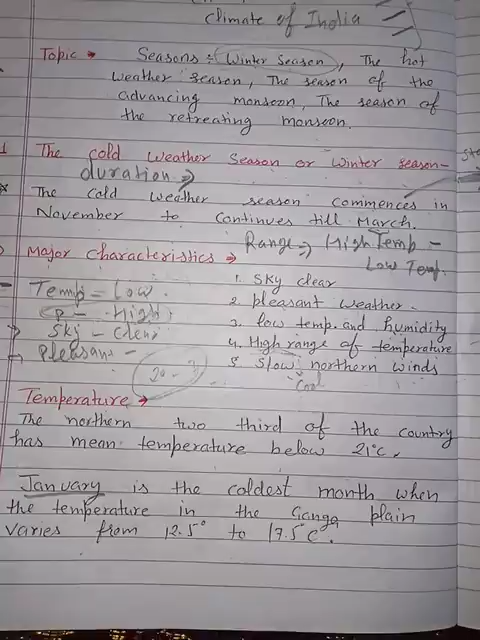 Climate of India
Topic → Seasons ÷ Winter Season, The hot
weather season, The season of the
advancing monsoon, The season of
the retreating monsoon.
The cold weather season or winter season-
duration ⇒
The cold weather season commences in
November to continues till March.
Range ⇒ High Temp -
Low Temp.
Major characteristics →
Temp - Low.
P - High
Sky - Clear
Pleasant -
20 -
1. Sky clear
2. pleasant weather.
3. low temp. and humidity
4. High range of temperature
5. Slow northern winds
Cool
Temperature →
The northern two third of the country
has mean temperature below 21°c.
January is the coldest month when
the temperature in the Ganga plain
varies from 12.5° to 17.5°c.